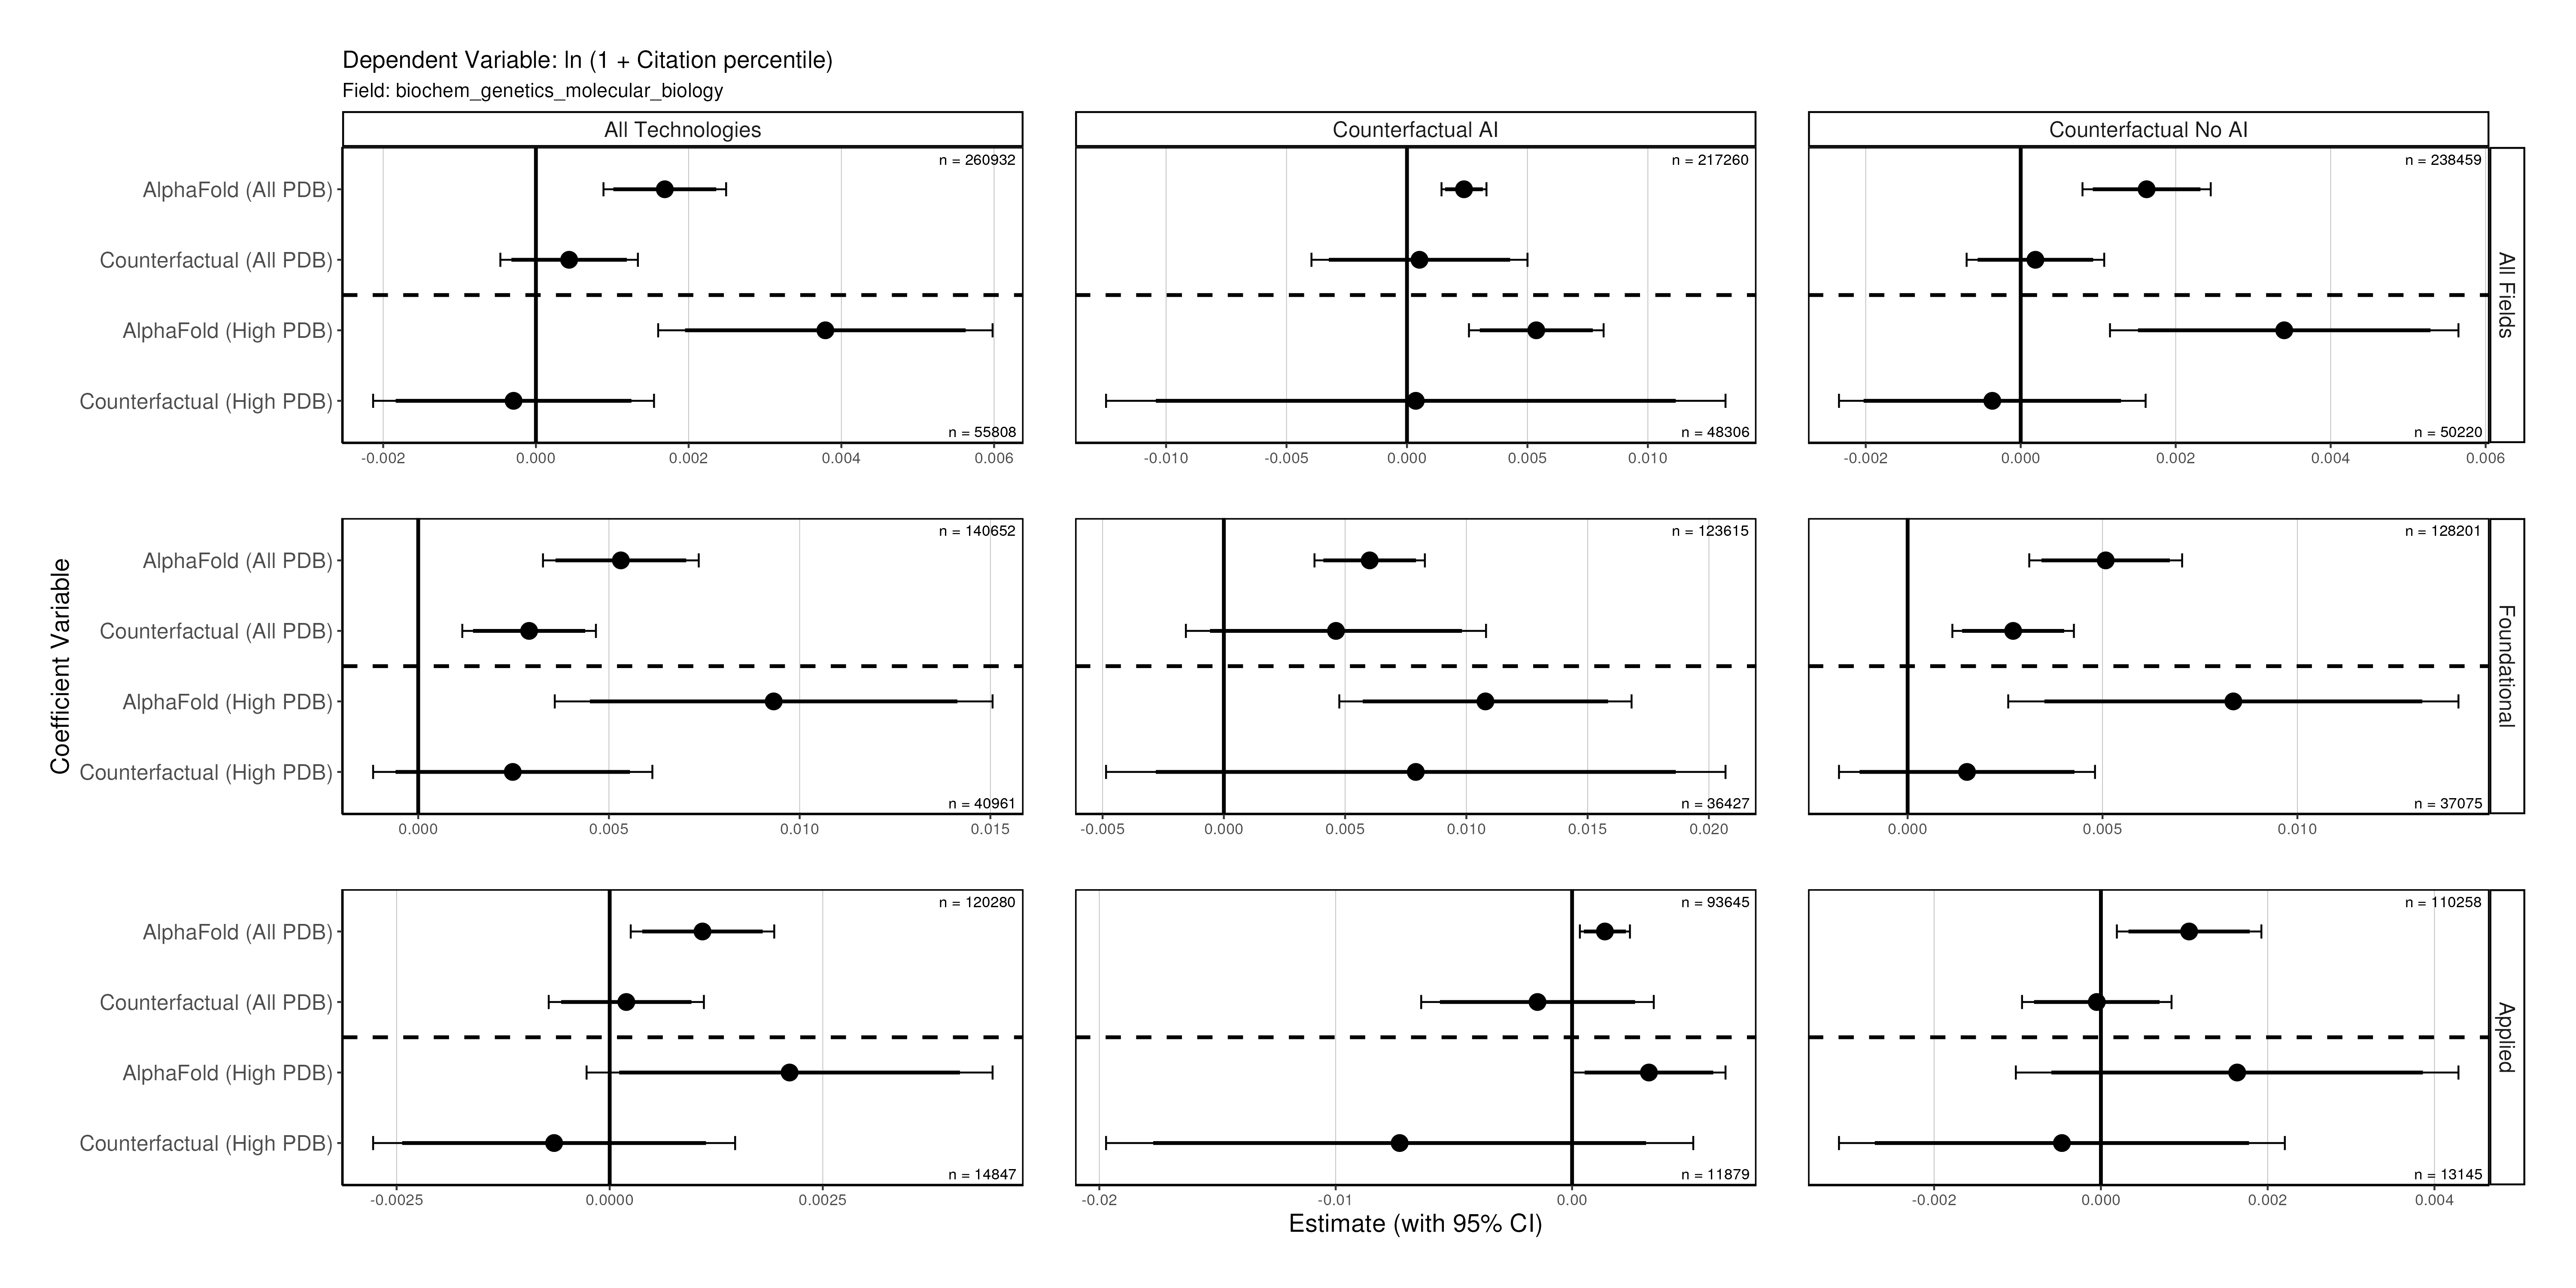 Dependent Variable: ln (1 + Citation percentile)
Field: biochem_genetics_molecular_biology
All Technologies
Counterfactual AI
Counterfactual No AI
Coefficient Variable
AlphaFold (All PDB)
Counterfactual (All PDB)
AlphaFold (High PDB)
Counterfactual (High PDB)
n = 260932
n = 55808
n = 217260
n = 48306
n = 238459
n = 50220
All Fields
-0.002 0.000 0.002 0.004 0.006
-0.010 -0.005 0.000 0.005 0.010
-0.002 0.000 0.002 0.004 0.006
AlphaFold (All PDB)
Counterfactual (All PDB)
AlphaFold (High PDB)
Counterfactual (High PDB)
n = 140652
n = 40961
n = 123615
n = 36427
n = 128201
n = 37075
Foundational
0.000 0.005 0.010 0.015
-0.005 0.000 0.005 0.010 0.015 0.020
0.000 0.005 0.010
AlphaFold (All PDB)
Counterfactual (All PDB)
AlphaFold (High PDB)
Counterfactual (High PDB)
n = 120280
n = 14847
n = 93645
n = 11879
n = 110258
n = 13145
Applied
-0.0025 0.0000 0.0025
-0.02 -0.01 0.00
-0.002 0.000 0.002 0.004
Estimate (with 95% CI)